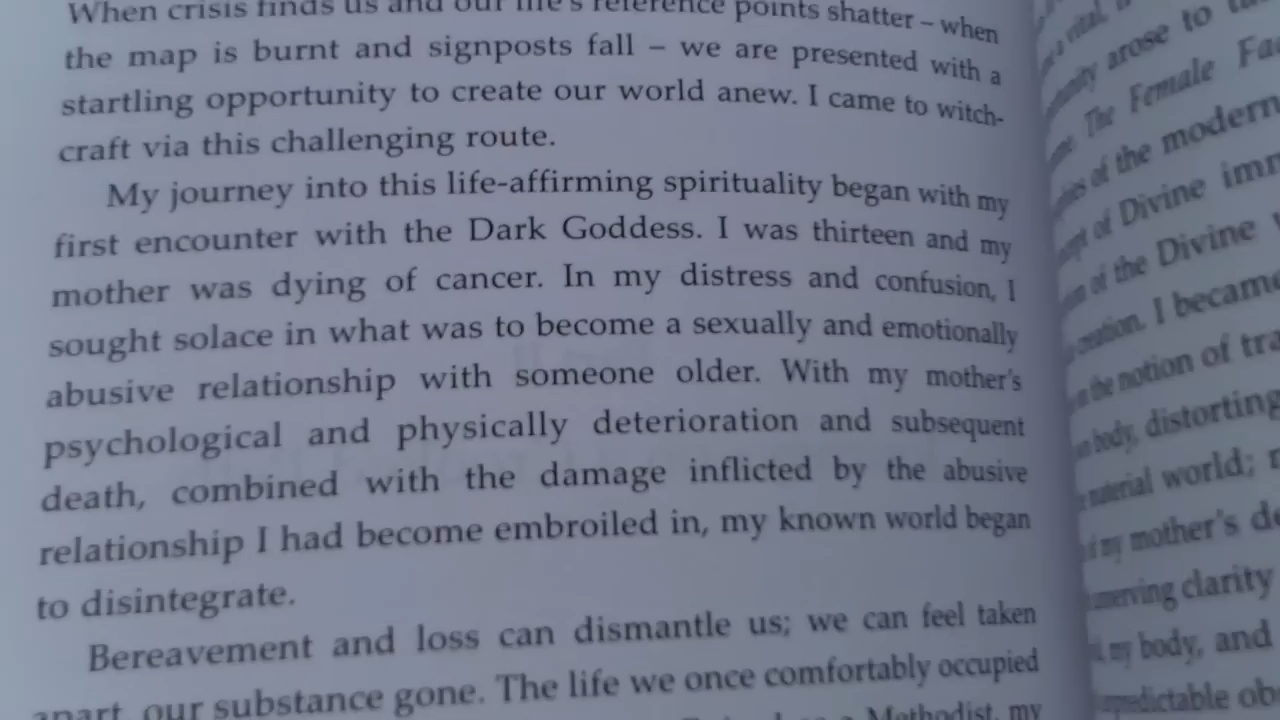 When crisis finds us and our life's reference points shatter – when
the map is burnt and signposts fall – we are presented with a
startling opportunity to create our world anew. I came to witch-
craft via this challenging route.
My journey into this life-affirming spirituality began with my
first encounter with the Dark Goddess. I was thirteen and my
mother was dying of cancer. In my distress and confusion, I
sought solace in what was to become a sexually and emotionally
abusive relationship with someone older. With my mother's
psychological and physically deterioration and subsequent
death, combined with the damage inflicted by the abusive
relationship I had become embroiled in, my known world began
to disintegrate.
Bereavement and loss can dismantle us; we can feel taken
apart, our substance gone. The life we once comfortably occupied
a Methodist, my
a vital,
arose to
The Female
of the modern
of Divine
of the Divine
creation. I became
the notion of
body, distorting
material world;
my mother's
clarity
my body, and